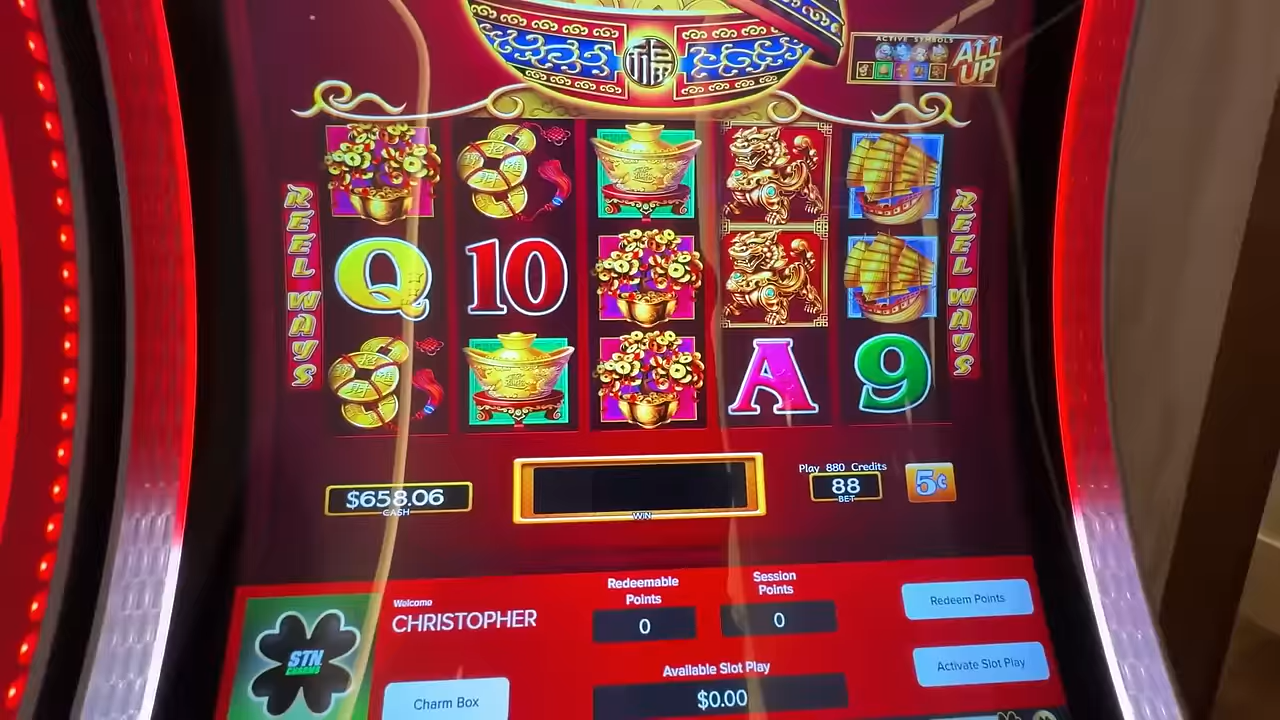 福
ACTIVE SYMBOLS
ALL
UP
REEL WAYS
REEL WAYS
Q
10
A
9
$658.06
CASH
WIN
Play 880 Credits
88
BET
5¢
Welcome
CHRISTOPHER
Redeemable
Points
0
Session
Points
0
Redeem Points
STN
CHARMS
Available Slot Play
$0.00
Activate Slot Play
Charm Box